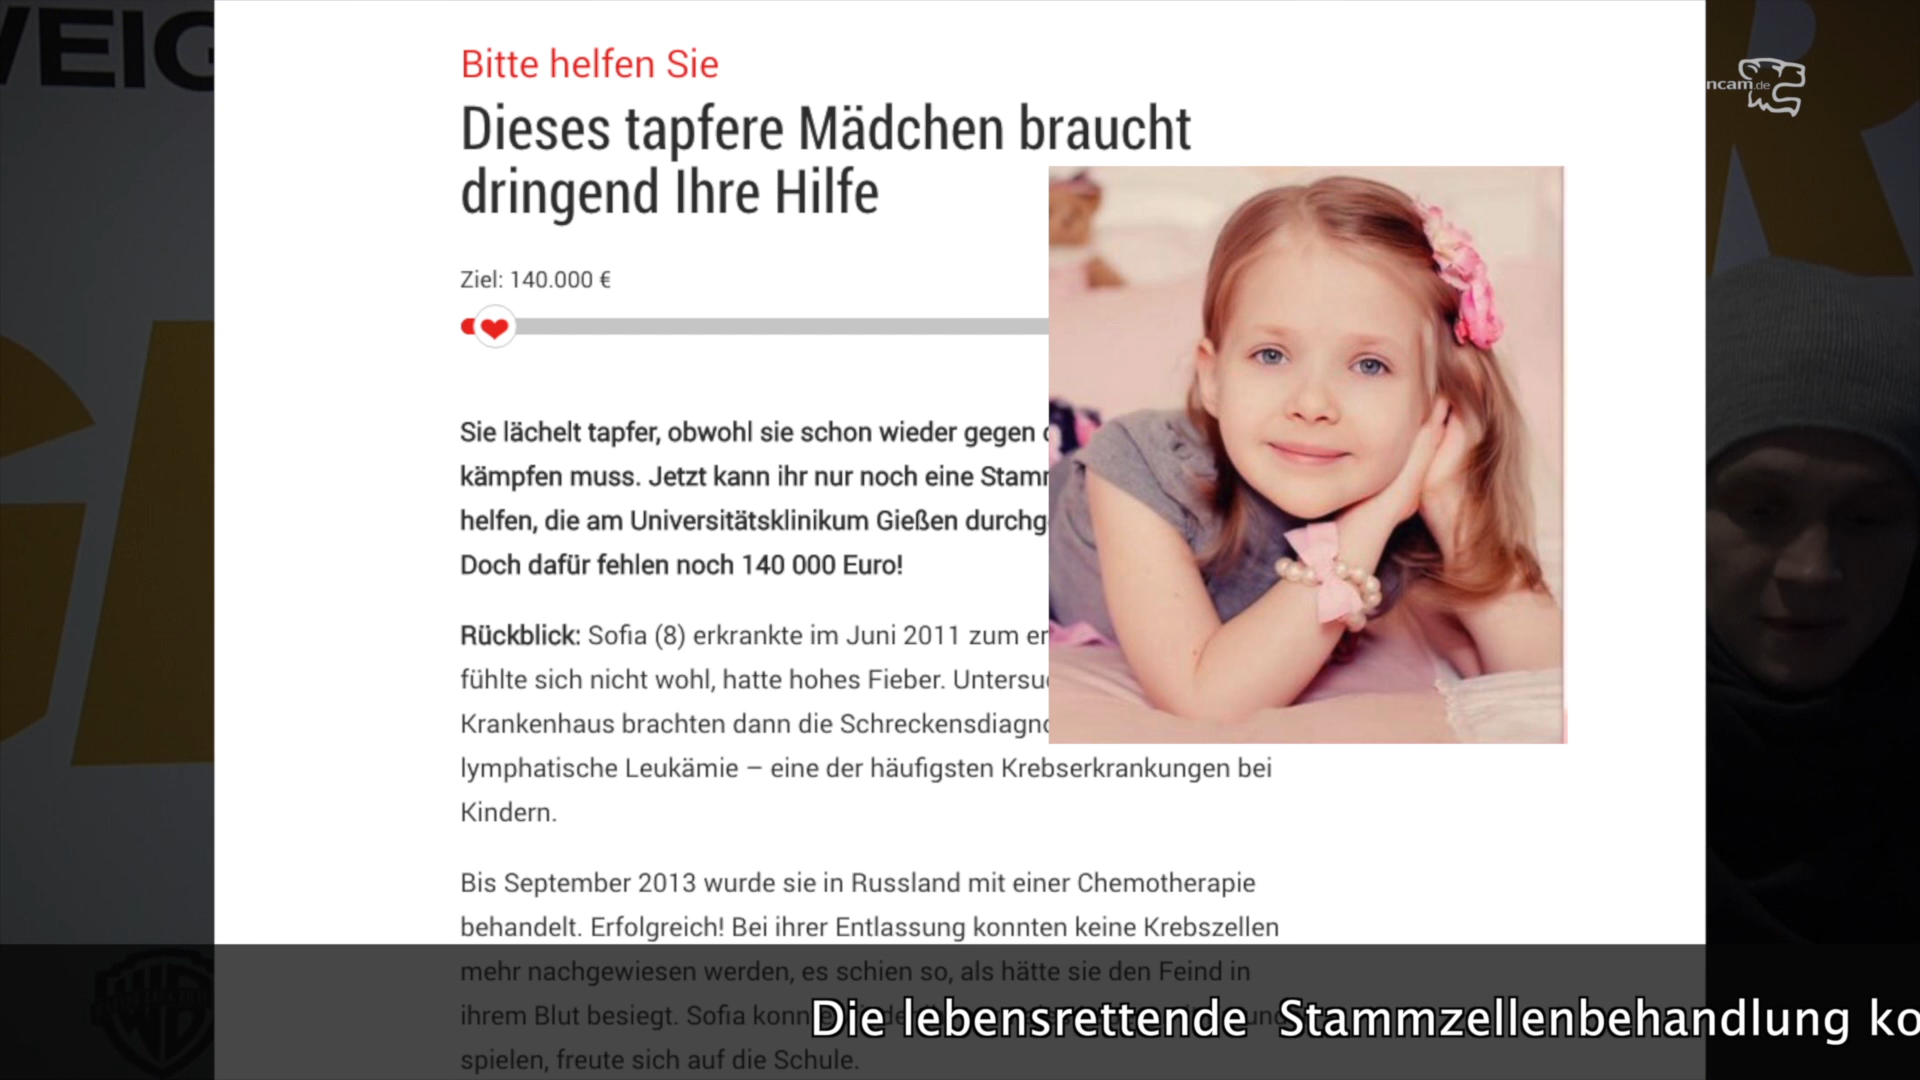 Bitte helfen Sie
Dieses tapfere Mädchen braucht
dringend Ihre Hilfe
Ziel: 140.000 €
Sie lächelt tapfer, obwohl sie schon wieder gegen
kämpfen muss. Jetzt kann ihr nur noch eine
helfen, die am Universitätsklinikum Gießen
Doch dafür fehlen noch 140 000 Euro!
Rückblick: Sofia (8) erkrankte im Juni 2011 zum
fühlte sich nicht wohl, hatte hohes Fieber.
Krankenhaus brachten dann die
lymphatische Leukämie – eine der häufigsten Krebserkrankungen bei
Kindern.
Bis September 2013 wurde sie in Russland mit einer Chemotherapie
behandelt. Erfolgreich! Bei ihrer Entlassung konnten keine Krebszellen
mehr nachgewiesen werden, es schien so, als hätte sie den Feind in
ihrem Blut besiegt. Sofia
spielen, freute sich auf die Schule.
Die lebensrettende Stammzellenbehandlung ko
VEIG
ncam.de
WB